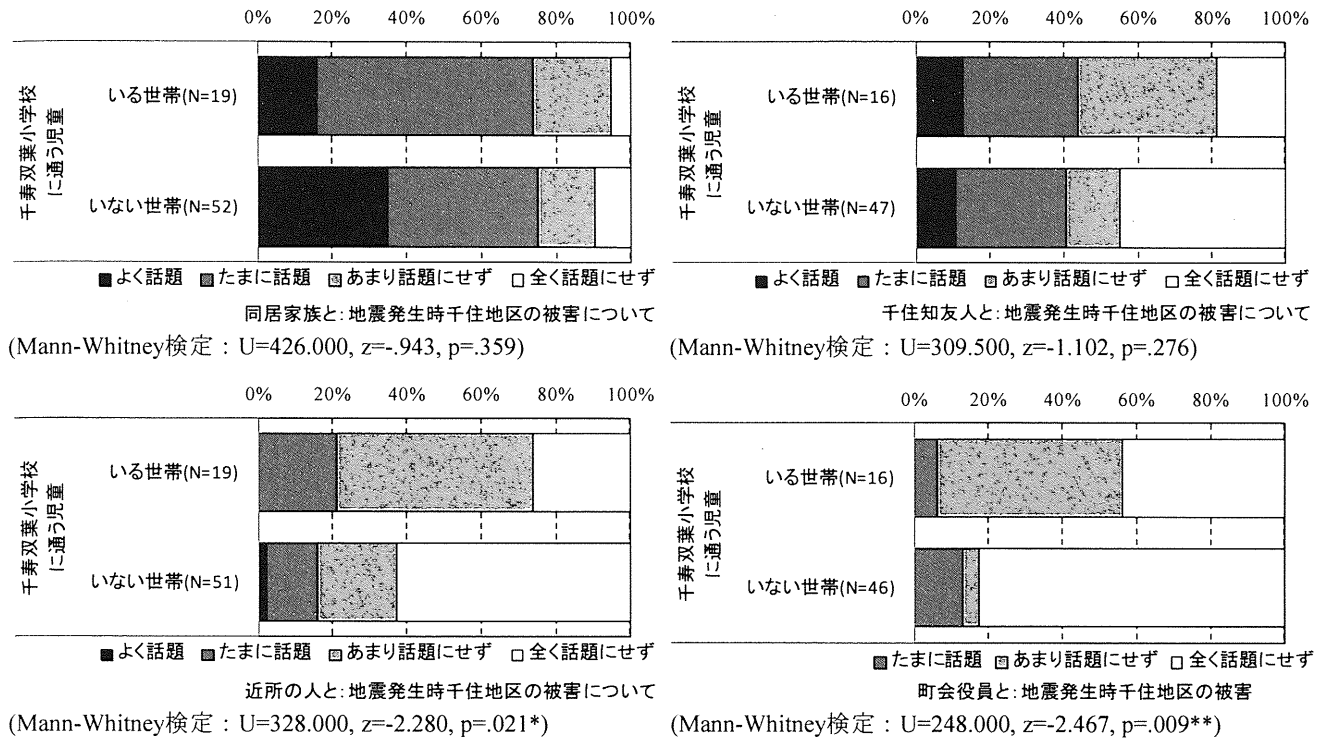 0% 20% 40% 60% 80% 100%
千寿双葉小学校
に通う児童
いる世帯(N=19)
いない世帯(N=52)
■よく話題 ■たまに話題 □あまり話題にせず □全く話題にせず
同居家族と:地震発生時千住地区の被害について
(Mann-Whitney検定：U=426.000, z=-.943, p=.359)
0% 20% 40% 60% 80% 100%
千寿双葉小学校
に通う児童
いる世帯(N=16)
いない世帯(N=47)
■よく話題 ■たまに話題 □あまり話題にせず □全く話題にせず
千住知友人と:地震発生時千住地区の被害について
(Mann-Whitney検定：U=309.500, z=-1.102, p=.276)
0% 20% 40% 60% 80% 100%
千寿双葉小学校
に通う児童
いる世帯(N=19)
いない世帯(N=51)
■よく話題 ■たまに話題 □あまり話題にせず □全く話題にせず
近所の人と:地震発生時千住地区の被害について
(Mann-Whitney検定：U=328.000, z=-2.280, p=.021*)
0% 20% 40% 60% 80% 100%
千寿双葉小学校
に通う児童
いる世帯(N=16)
いない世帯(N=46)
■たまに話題 □あまり話題にせず □全く話題にせず
町会役員と:地震発生時千住地区の被害
(Mann-Whitney検定：U=248.000, z=-2.467, p=.009**)